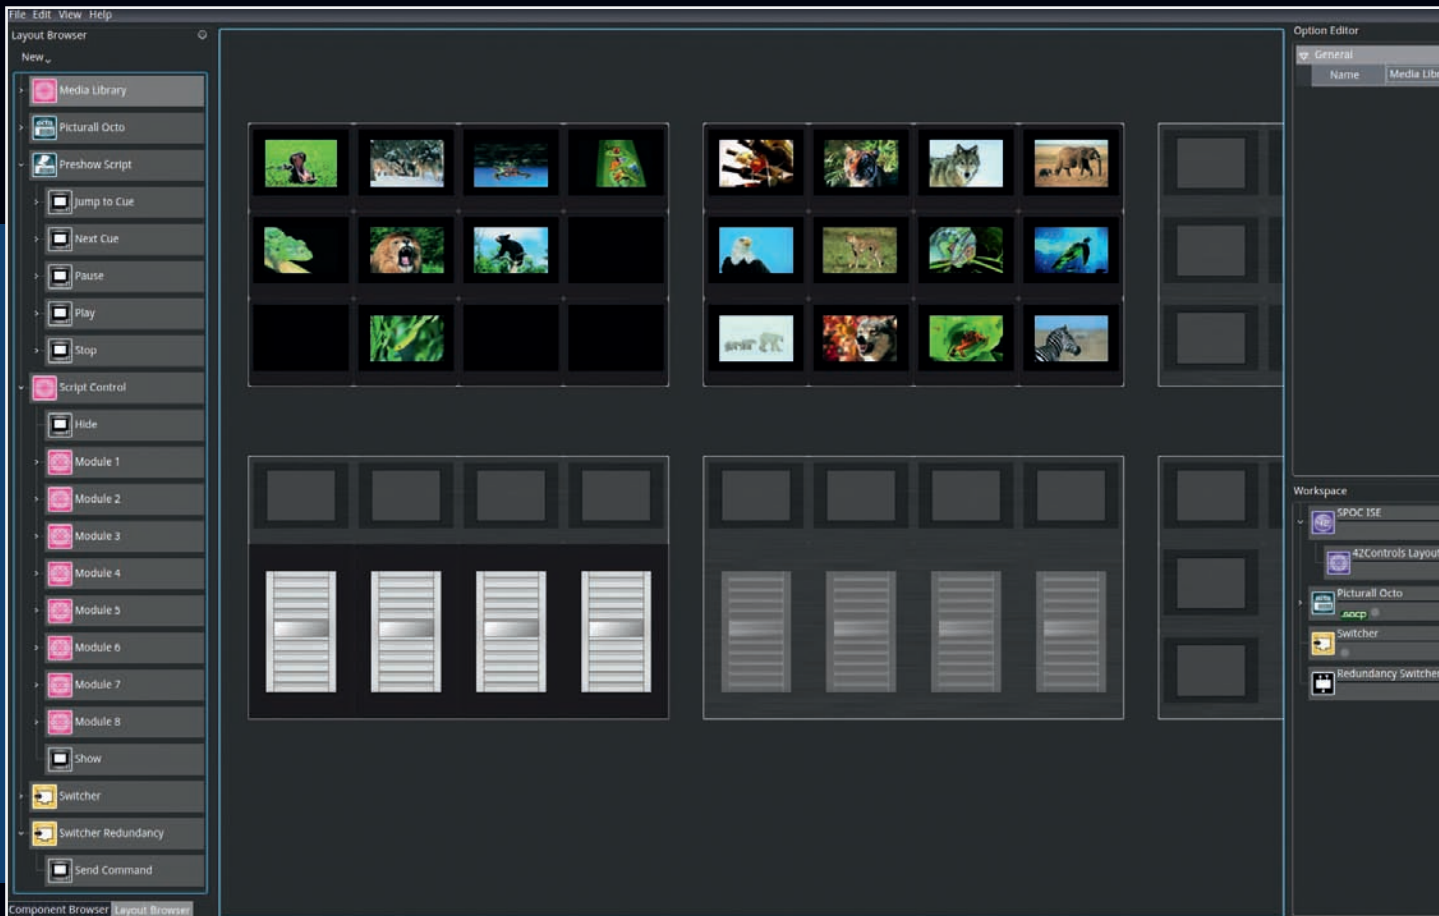 File Edit View Help
Layout Browser
New
Media Library
Picturall Octo
Preshow Script
Jump to Cue
Next Cue
Pause
Play
Stop
Script Control
Hide
Module 1
Module 2
Module 3
Module 4
Module 5
Module 6
Module 7
Module 8
Show
Switcher
Switcher Redundancy
Send Command
Component Browser Layout Browser
Option Editor
General
Name Media Libr
Workspace
SPOC ISE
42Controls Layout
Picturall Octo
Switcher
Redundancy Switcher